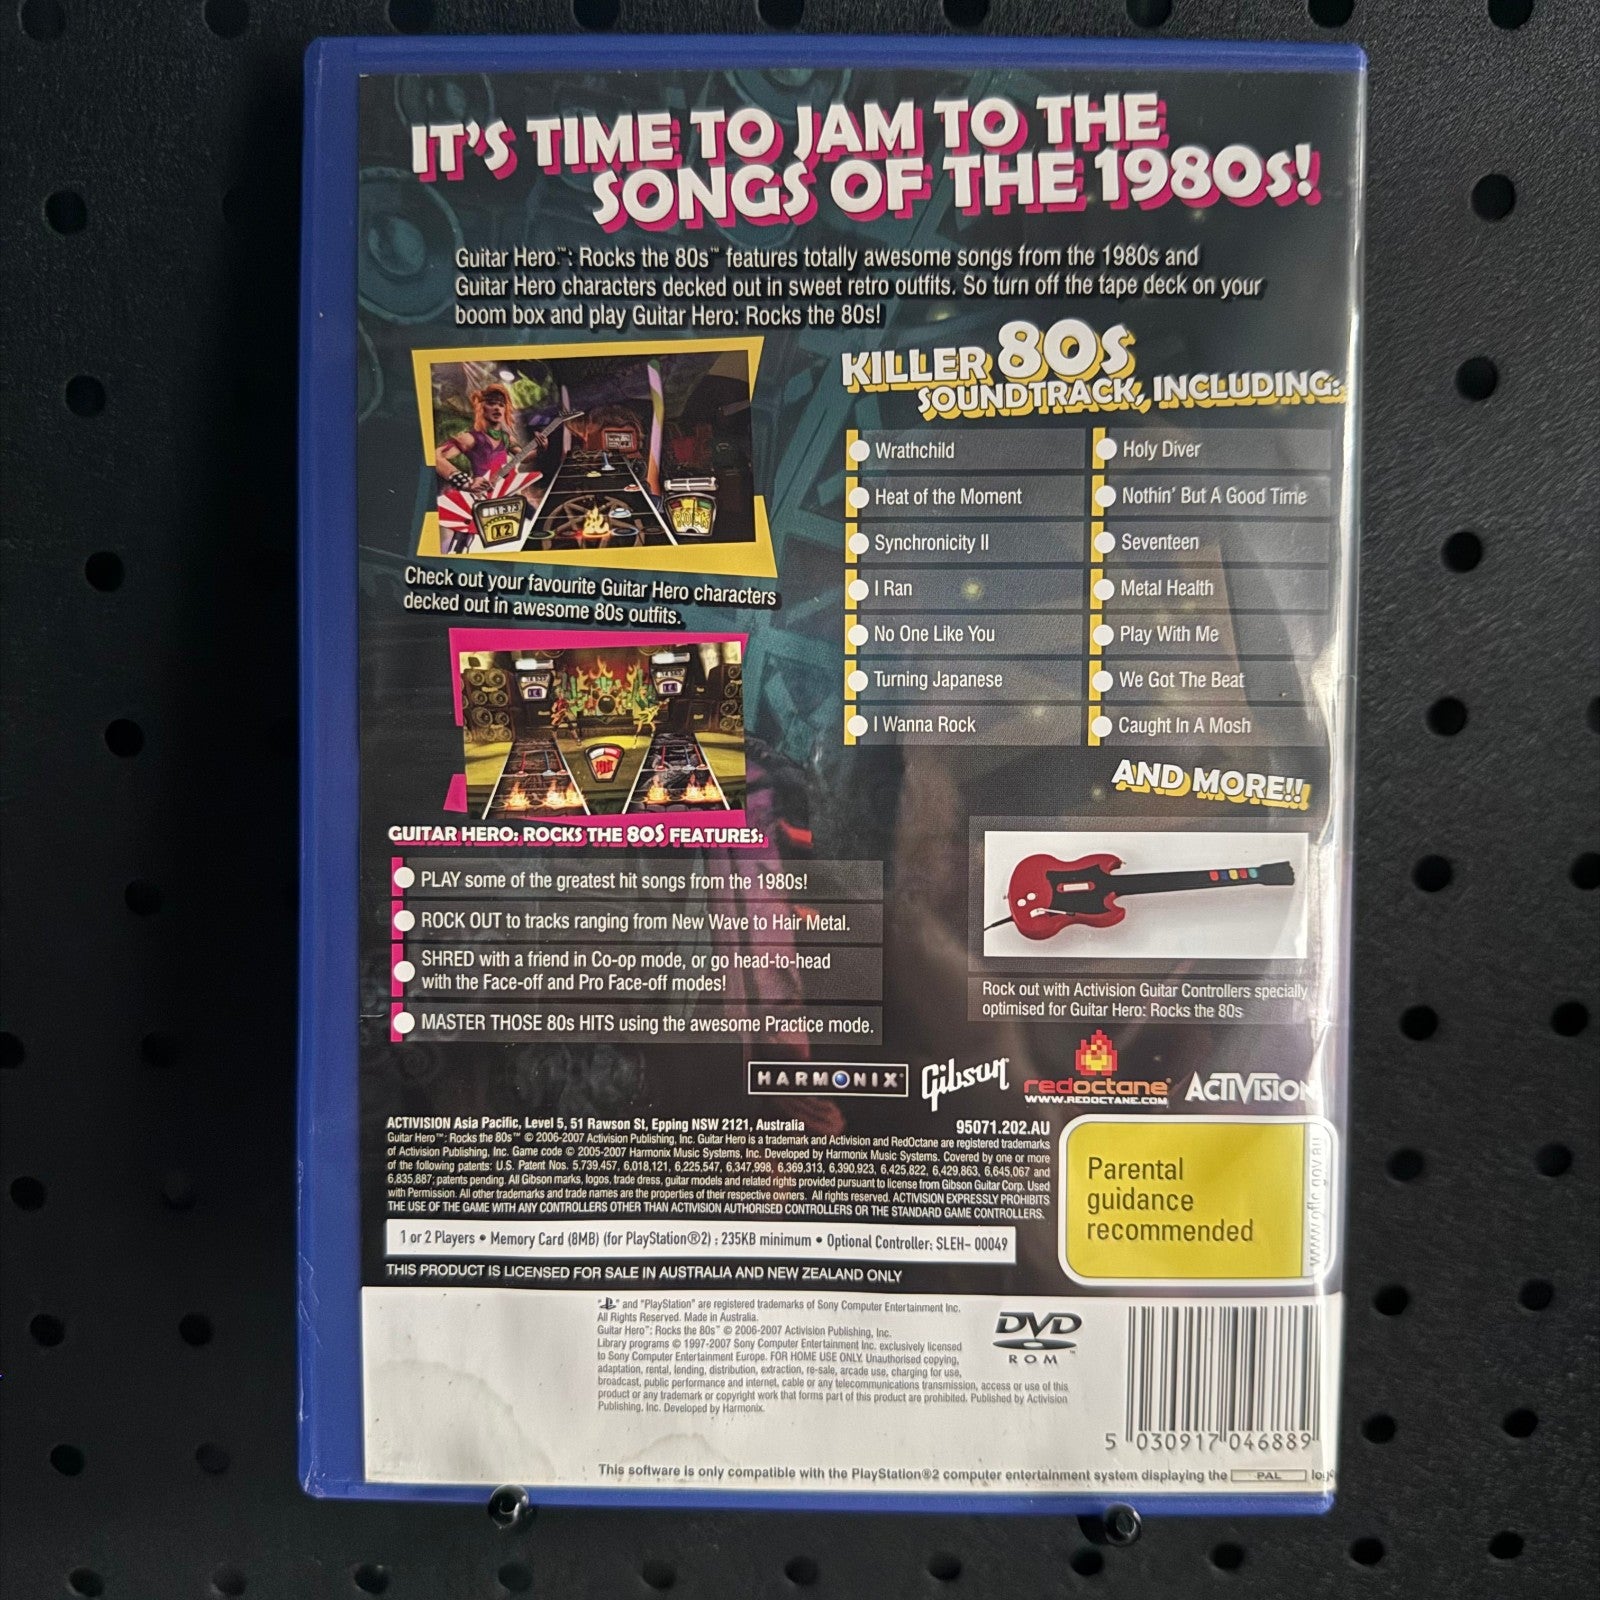 IT'S TIME TO JAM TO THE
SONGS OF THE 1980s!
Guitar Hero™: Rocks the 80s™ features totally awesome songs from the 1980s and
Guitar Hero characters decked out in sweet retro outfits. So turn off the tape deck on your
boom box and play Guitar Hero: Rocks the 80s!
KILLER 80s
SOUNDTRACK, INCLUDING:
Wrathchild
Heat of the Moment
Synchronicity II
I Ran
No One Like You
Turning Japanese
I Wanna Rock
Holy Diver
Nothin' But A Good Time
Seventeen
Metal Health
Play With Me
We Got The Beat
Caught In A Mosh
AND MORE!!
X2
Check out your favourite Guitar Hero characters
decked out in awesome 80s outfits.
GUITAR HERO: ROCKS THE 80S FEATURES:
PLAY some of the greatest hit songs from the 1980s!
ROCK OUT to tracks ranging from New Wave to Hair Metal.
SHRED with a friend in Co-op mode, or go head-to-head
with the Face-off and Pro Face-off modes!
MASTER THOSE 80s HITS using the awesome Practice mode.
Rock out with Activision Guitar Controllers specially
optimised for Guitar Hero: Rocks the 80s
HARMONIX
Gibson
redoctane
WWW.REDOCTANE.COM
ACTIVISION
ACTIVISION Asia Pacific, Level 5, 51 Rawson St, Epping NSW 2121, Australia 95071.202.AU
Guitar Hero™: Rocks the 80s™ © 2006-2007 Activision Publishing, Inc. Guitar Hero is a trademark and Activision and RedOctane are registered trademarks
of Activision Publishing, Inc. Game code © 2005-2007 Harmonix Music Systems, Inc. Developed by Harmonix Music Systems. Covered by one or more
of the following patents: U.S. Patent Nos. 5,739,457, 6,018,121, 6,225,547, 6,347,998, 6,369,313, 6,390,923, 6,425,822, 6,429,863, 6,645,067 and
6,835,887; patents pending. All Gibson marks, logos, trade dress, guitar models and related rights provided pursuant to license from Gibson Guitar Corp. Used
with Permission. All other trademarks and trade names are the properties of their respective owners. All rights reserved. ACTIVISION EXPRESSLY PROHIBITS
THE USE OF THE GAME WITH ANY CONTROLLERS OTHER THAN ACTIVISION AUTHORISED CONTROLLERS OR THE STANDARD GAME CONTROLLERS.
1 or 2 Players • Memory Card (8MB) (for PlayStation®2) : 235KB minimum • Optional Controller: SLEH- 00049
THIS PRODUCT IS LICENSED FOR SALE IN AUSTRALIA AND NEW ZEALAND ONLY
Parental
guidance
recommended
www.oflc.gov.au
" " and "PlayStation" are registered trademarks of Sony Computer Entertainment Inc.
All Rights Reserved. Made in Australia.
Guitar Hero™: Rocks the 80s™ © 2006-2007 Activision Publishing, Inc.
Library programs © 1997-2007 Sony Computer Entertainment Inc. exclusively licensed
to Sony Computer Entertainment Europe. FOR HOME USE ONLY. Unauthorised copying,
adaptation, rental, lending, distribution, extraction, re-sale, arcade use, charging for use,
broadcast, public performance and internet, cable or any telecommunications transmission, access or use of this
product or any trademark or copyright work that forms part of this product are prohibited. Published by Activision
Publishing, Inc. Developed by Harmonix.
DVD
ROM
5 030917 046889
This software is only compatible with the PlayStation®2 computer entertainment system displaying the PAL logo